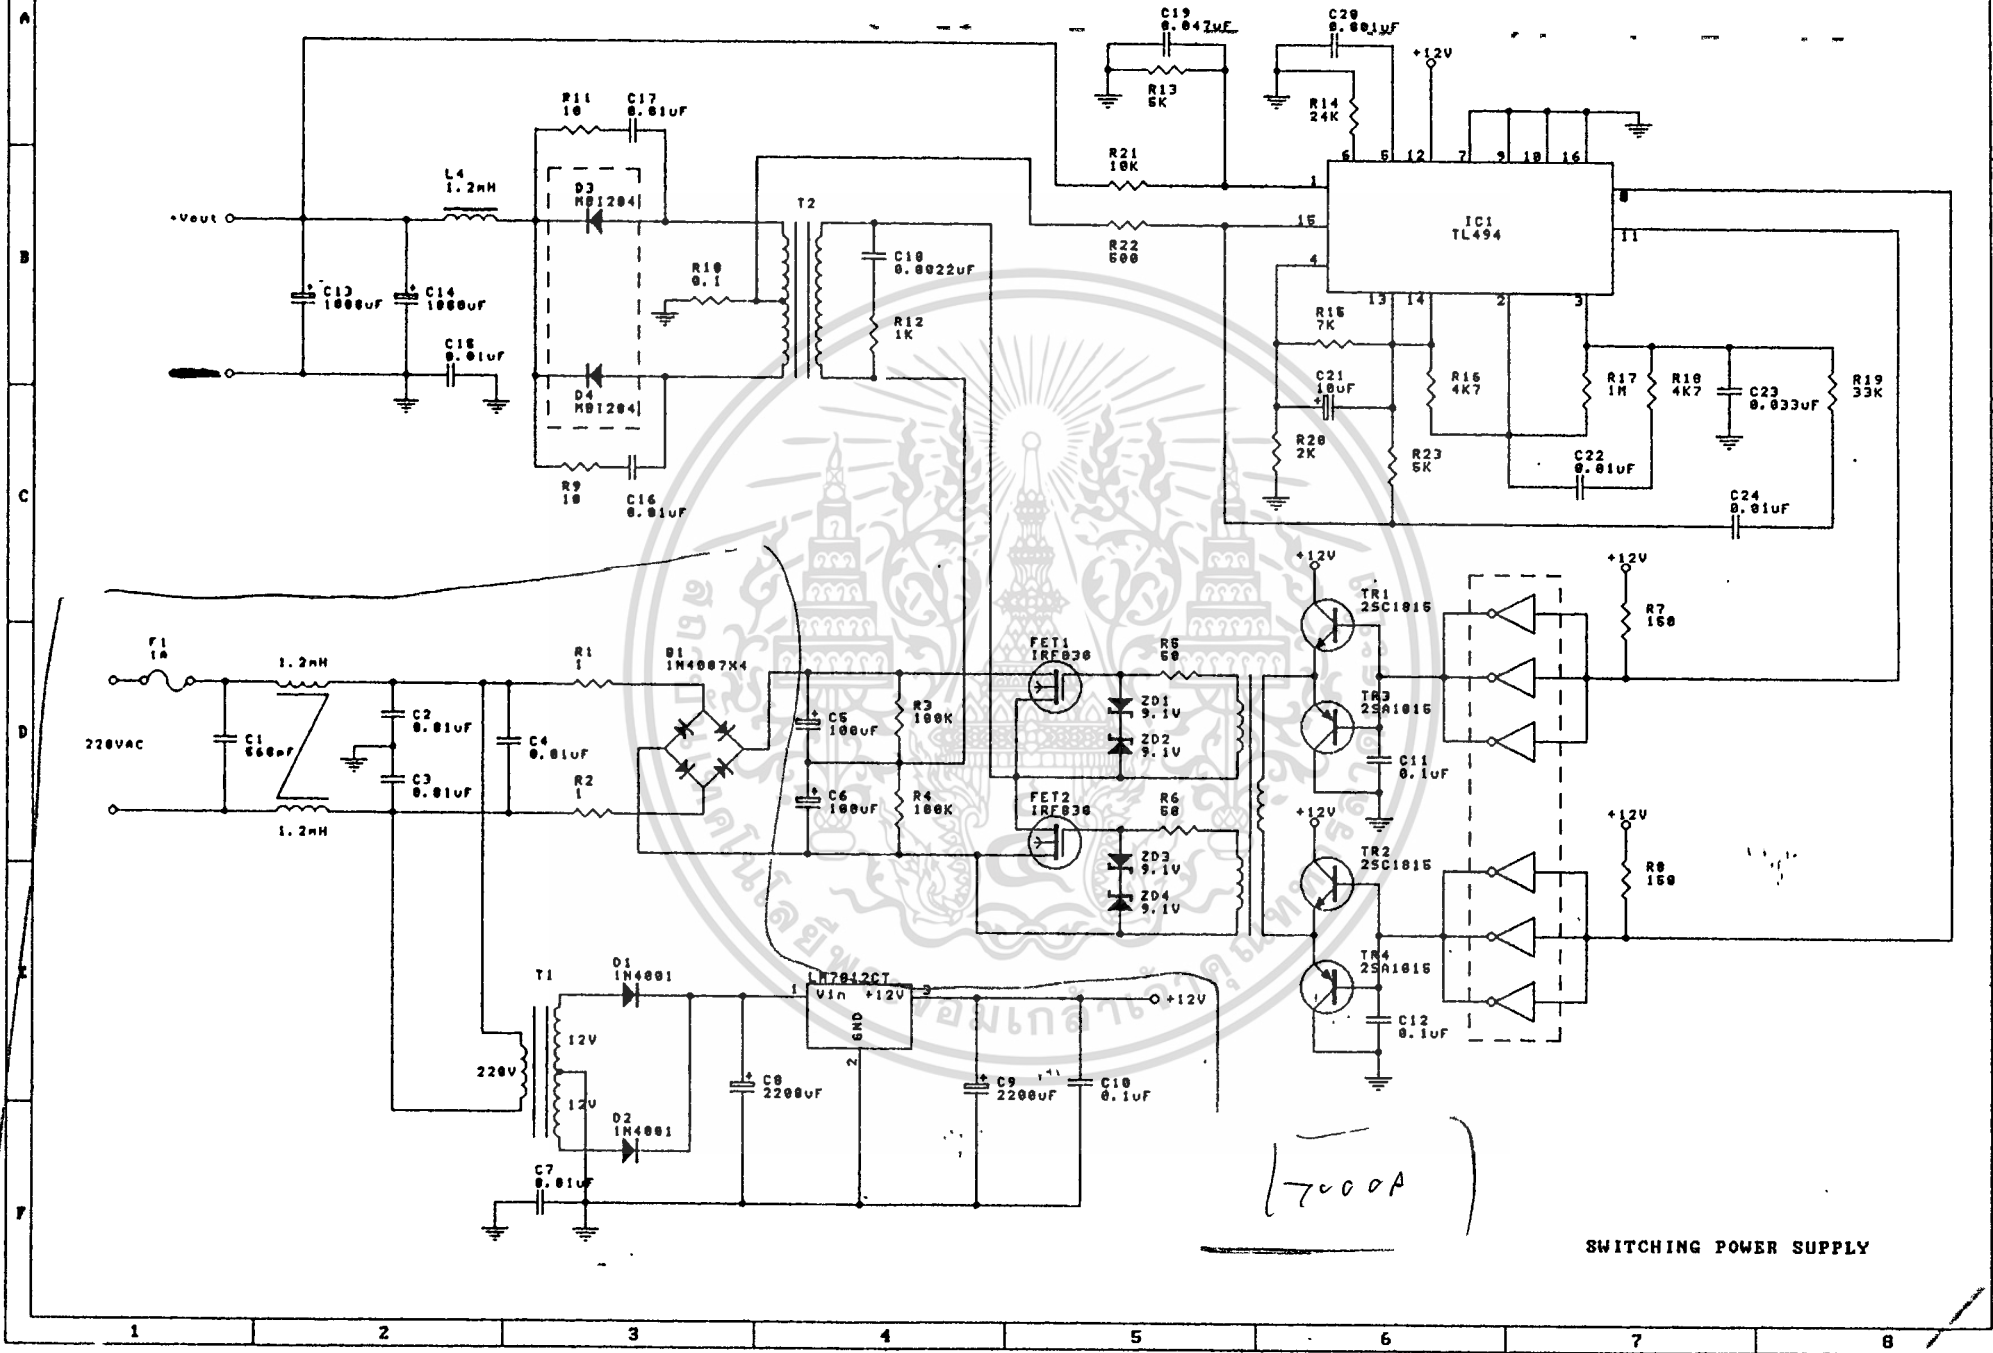 A
C19
0.047uF
C20
0.001uF
+12V
R13
5K
R14
24K
R11
10
C17
0.01uF
6 5 12 7 9 10 16
R21
10K
1
8
L4
1.2mH
D3
MBI204
T2
+Vout
15
IC1
TL494
11
B
R22
500
4
C18
0.0022uF
R10
0.1
C13
1000uF
C14
1000uF
13 14 2 3
R12
1K
R15
7K
C15
0.01uF
D4
MBI204
C21
10uF
R16
4K7
R17
1M
R18
4K7
C23
0.033uF
R19
33K
R20
2K
R23
5K
C22
0.01uF
C
R9
10
C16
0.01uF
C24
0.01uF
+12V
+12V
TR1
2SC1815
R7
150
F1
1A
1.2mH
R1
1
B1
1N4007X4
FET1
IRF830
R5
50
TR3
2SA1015
D
220VAC
C1
560pF
C2
0.01uF
C4
0.01uF
C5
100uF
R3
100K
ZD1
9.1V
ZD2
9.1V
C11
0.1uF
C3
0.01uF
R2
1
C6
100uF
R4
100K
FET2
IRF830
R6
50
+12V
+12V
1.2mH
TR2
2SC1815
R8
150
ZD3
9.1V
ZD4
9.1V
TR4
2SA1015
T1
D1
1N4001
LM7812CT
1 Vin +12V 3
GND
2
+12V
C12
0.1uF
12V
220V
12V
C8
2200uF
C9
2200uF
C10
0.1uF
D2
1N4001
C7
0.01uF
F
SWITCHING POWER SUPPLY
1 2 3 4 5 6 7 8